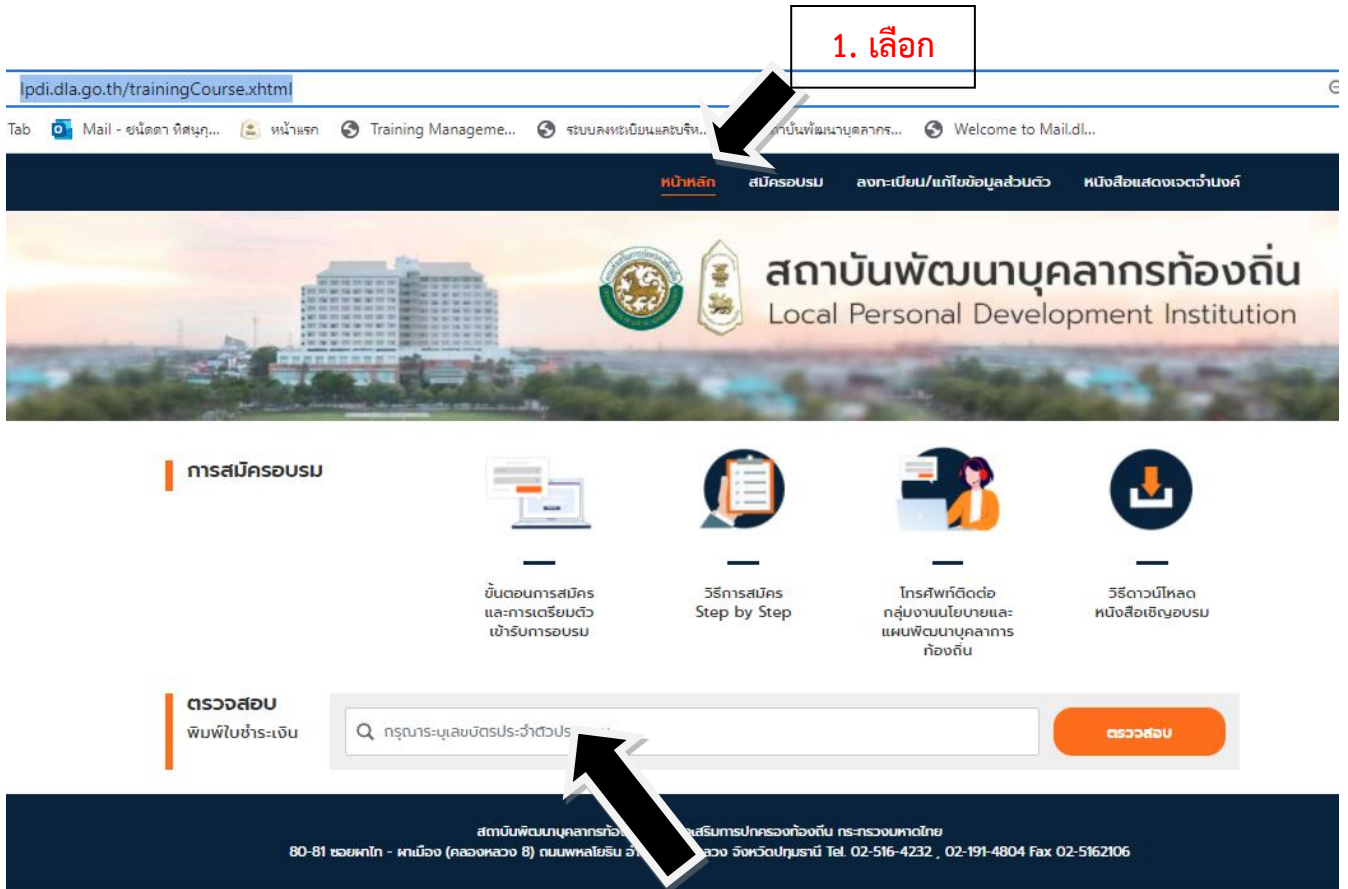 1. เลือก
lpdi.dla.go.th/trainingCourse.xhtml
Tab Mail - ชนัดดา ทิศนุก... หน้าแรก Training Manageme... ระบบลงทะเบียนและบริห... Welcome to Mail.dl...
หน้าหลัก สมัครอบรม ลงทะเบียน/แก้ไขข้อมูลส่วนตัว หนังสือแสดงเจตจำนงค์
สถาบันพัฒนาบุคลากรท้องถิ่น
Local Personal Development Institution
การสมัครอบรม
ขั้นตอนการสมัคร
และการเตรียมตัว
เข้ารับการอบรม
วิธีการสมัคร
Step by Step
โทรศัพท์ติดต่อ
กลุ่มงานนโยบายและ
แผนพัฒนาบุคลาการ
ท้องถิ่น
วิธีดาวน์โหลด
หนังสือเชิญอบรม
ตรวจสอบ
พิมพ์ใบชำระเงิน
กรุณาระบุเลขบัตรประจำตัว
ตรวจสอบ
สถาบันพัฒนาบุคลากร เสริมการปกครองท้องถิ่น กระทรวงมหาดไทย
80-81 ซอยผาไท - ผาเมือง (คลองหลวง 8) ถนนพหลโยธิน จังหวัดปทุมธานี Tel. 02-516-4232 , 02-191-4804 Fax 02-5162106